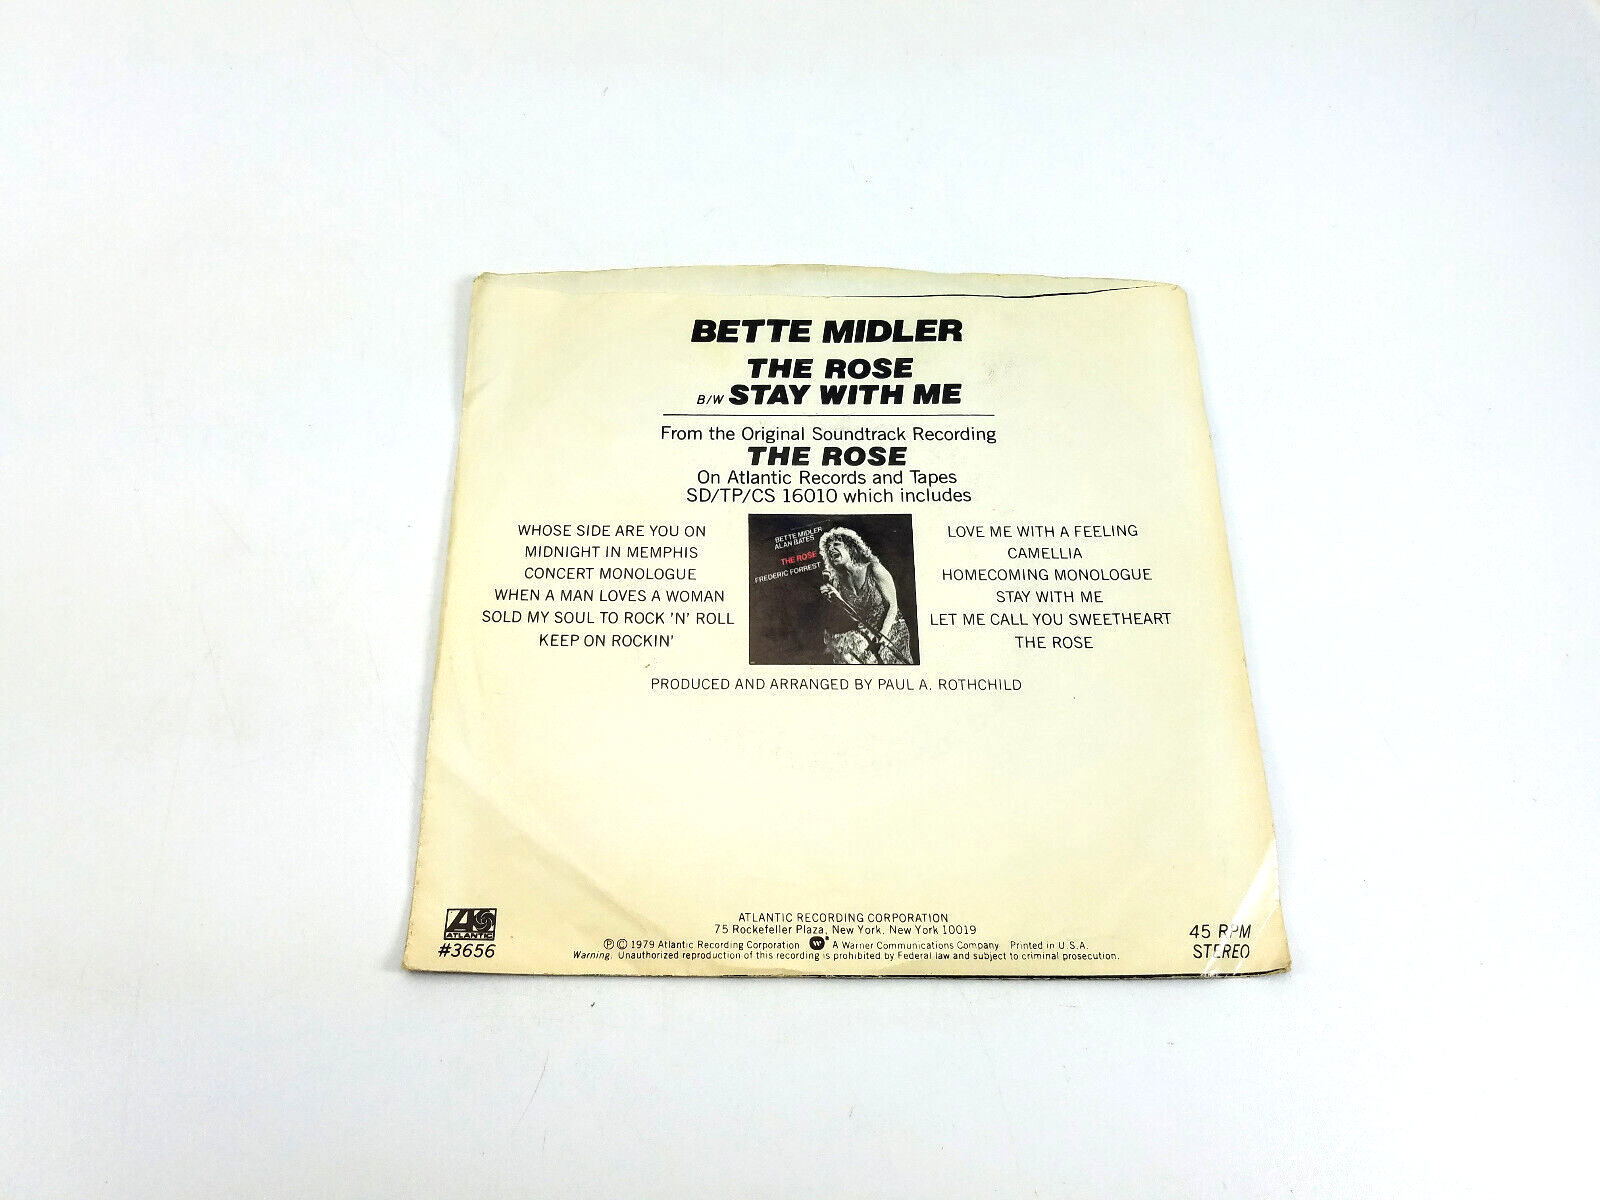 BETTE MIDLER
THE ROSE
B/W STAY WITH ME
From the Original Soundtrack Recording
THE ROSE
On Atlantic Records and Tapes
SD/TP/CS 16010 which includes
WHOSE SIDE ARE YOU ON
MIDNIGHT IN MEMPHIS
CONCERT MONOLOGUE
WHEN A MAN LOVES A WOMAN
SOLD MY SOUL TO ROCK 'N' ROLL
KEEP ON ROCKIN'
BETTE MIDLER
ALAN BATES
THE ROSE
FREDERIC FORREST
LOVE ME WITH A FEELING
CAMELLIA
HOMECOMING MONOLOGUE
STAY WITH ME
LET ME CALL YOU SWEETHEART
THE ROSE
PRODUCED AND ARRANGED BY PAUL A. ROTHCHILD
ATLANTIC
#3656
ATLANTIC RECORDING CORPORATION
75 Rockefeller Plaza, New York, New York 10019
℗ © 1979 Atlantic Recording Corporation W A Warner Communications Company Printed in U.S.A.
Warning: Unauthorized reproduction of this recording is prohibited by Federal law and subject to criminal prosecution.
45 RPM
STEREO